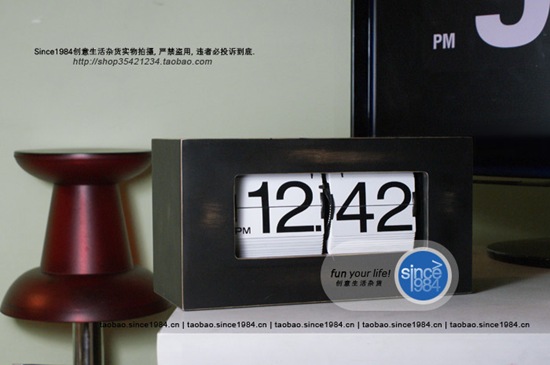 Since1984创意生活杂货实物拍摄, 严禁盗用, 违者必投诉到底.
http://shop35421234.taobao.com
PM
12:42
PM
fun your life!
创意生活杂货
since
1984
| taobao.since1984.cn | taobao.since1984.cn | taobao.since1984.cn | taobao.since1984.cn |